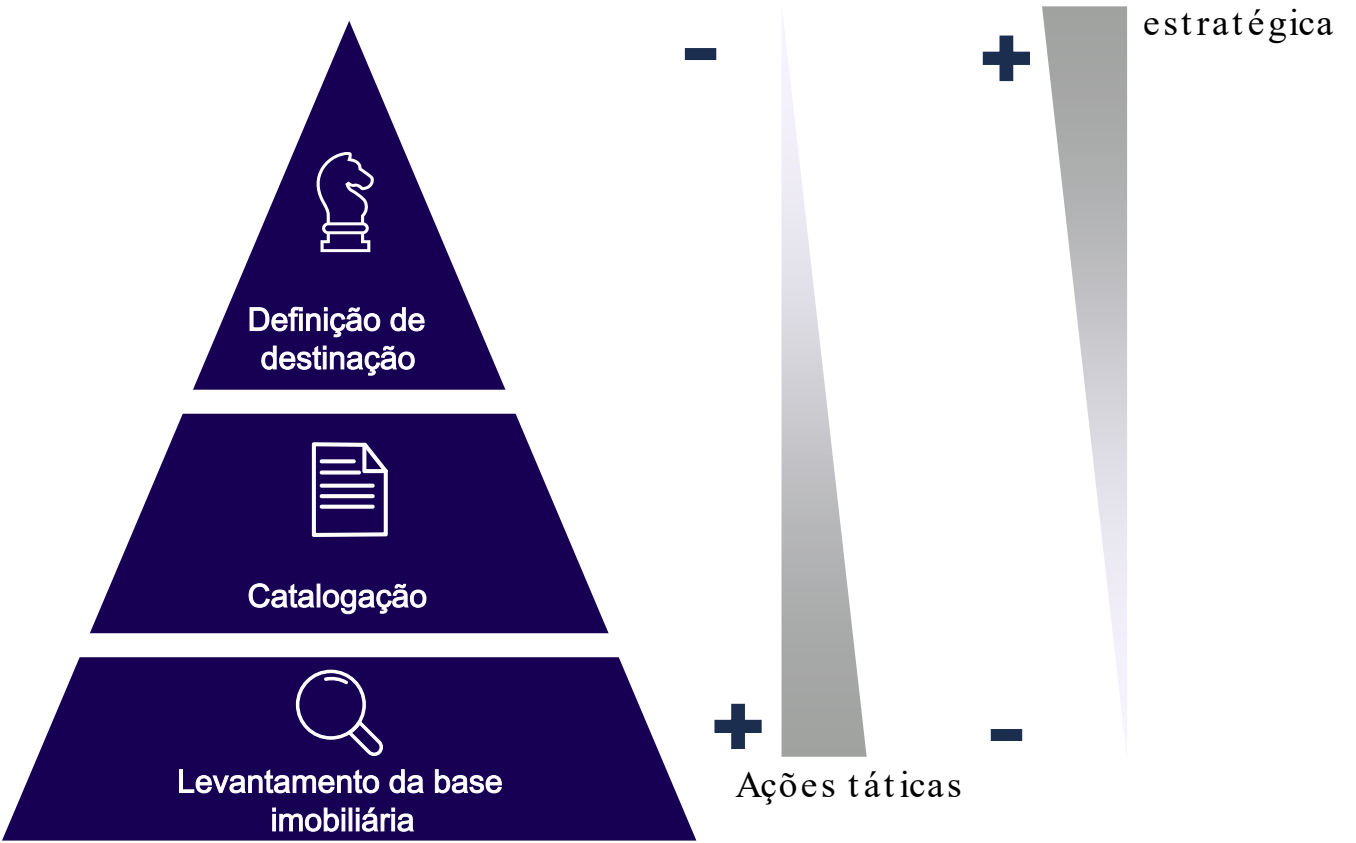 estratégica
-
+
Definição de
destinação
Catalogação
Levantamento da base
imobiliária
+
-
Ações táticas